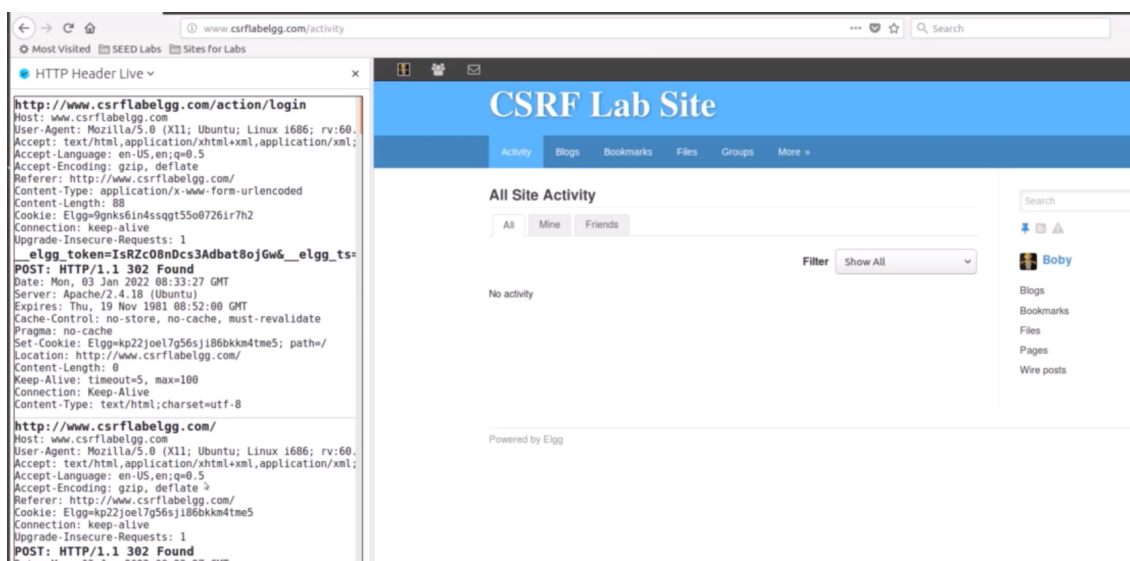 www.csrflabelgg.com/activity
Search
Most Visited SEED Labs Sites for Labs
HTTP Header Live
http://www.csrflabelgg.com/action/login
Host: www.csrflabelgg.com
User-Agent: Mozilla/5.0 (X11; Ubuntu; Linux i686; rv:60.
Accept: text/html,application/xhtml+xml,application/xml;
Accept-Language: en-US,en;q=0.5
Accept-Encoding: gzip, deflate
Referer: http://www.csrflabelgg.com/
Content-Type: application/x-www-form-urlencoded
Content-Length: 88
Cookie: Elgg=9gnks6in4ssqgt55o0726ir7h2
Connection: keep-alive
Upgrade-Insecure-Requests: 1
__elgg_token=IsRZcO8nDcs3Adbat8ojGw&__elgg_ts=
POST: HTTP/1.1 302 Found
Date: Mon, 03 Jan 2022 08:33:27 GMT
Server: Apache/2.4.18 (Ubuntu)
Expires: Thu, 19 Nov 1981 08:52:00 GMT
Cache-Control: no-store, no-cache, must-revalidate
Pragma: no-cache
Set-Cookie: Elgg=kp22joel7g56sji86bkkm4tme5; path=/
Location: http://www.csrflabelgg.com/
Content-Length: 0
Keep-Alive: timeout=5, max=100
Connection: Keep-Alive
Content-Type: text/html;charset=utf-8
http://www.csrflabelgg.com/
Host: www.csrflabelgg.com
User-Agent: Mozilla/5.0 (X11; Ubuntu; Linux i686; rv:60.
Accept: text/html,application/xhtml+xml,application/xml;
Accept-Language: en-US,en;q=0.5
Accept-Encoding: gzip, deflate
Referer: http://www.csrflabelgg.com/
Cookie: Elgg=kp22joel7g56sji86bkkm4tme5
Connection: keep-alive
Upgrade-Insecure-Requests: 1
POST: HTTP/1.1 302 Found
CSRF Lab Site
Activity Blogs Bookmarks Files Groups More »
All Site Activity
All Mine Friends
Filter Show All
No activity
Powered by Elgg
Search
Boby
Blogs
Bookmarks
Files
Pages
Wire posts